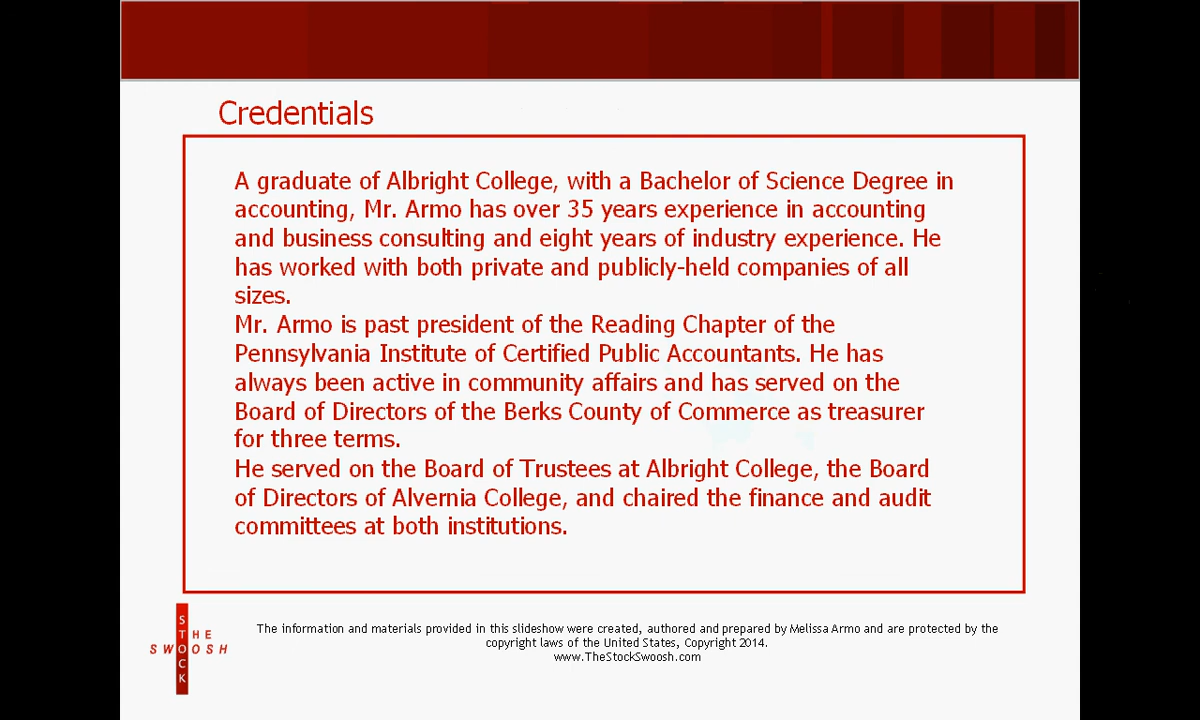 Credentials
A graduate of Albright College, with a Bachelor of Science Degree in
accounting, Mr. Armo has over 35 years experience in accounting
and business consulting and eight years of industry experience. He
has worked with both private and publicly-held companies of all
sizes.
Mr. Armo is past president of the Reading Chapter of the
Pennsylvania Institute of Certified Public Accountants. He has
always been active in community affairs and has served on the
Board of Directors of the Berks County of Commerce as treasurer
for three terms.
He served on the Board of Trustees at Albright College, the Board
of Directors of Alvernia College, and chaired the finance and audit
committees at both institutions.
THE
STOCK
SWOOSH
The information and materials provided in this slideshow were created, authored and prepared by Melissa Armo and are protected by the
copyright laws of the United States, Copyright 2014.
www.TheStockSwoosh.com